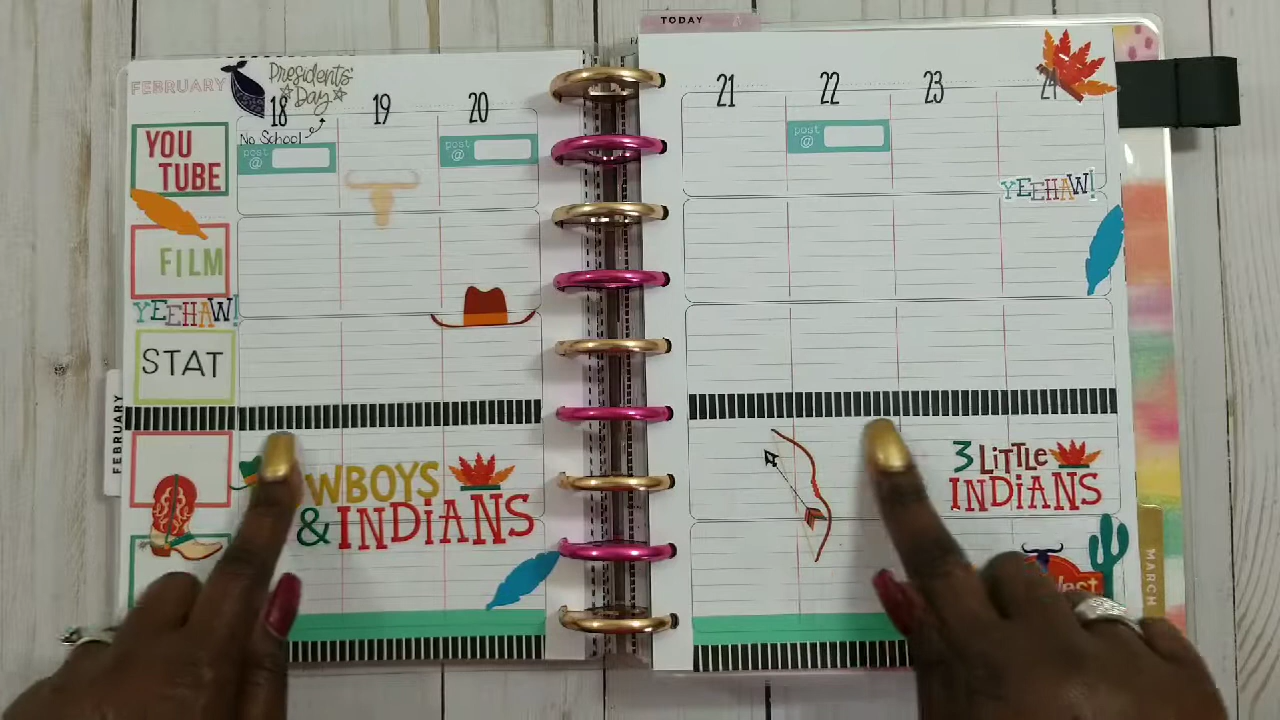 TODAY
FEBRUARY
Presidents'
Day
18
19
20
21
22
23
24
No School
post
@
post
@
post
@
YOU
TUBE
YEEHAW!
FILM
YEEHAW!
STAT
FEBRUARY
WBOYS
& INDIANS
3 LITTLE
INDIANS
MARCH